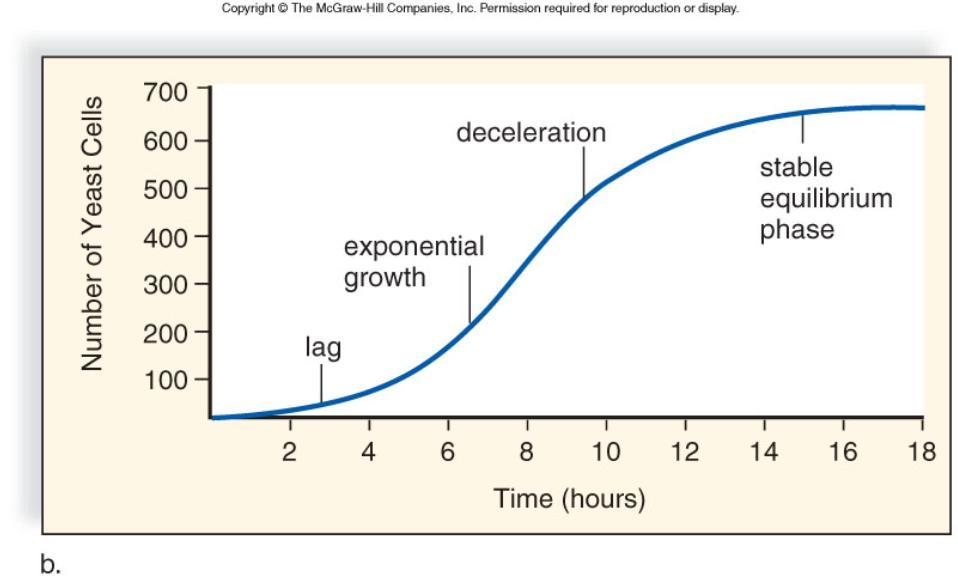 Copyright © The McGraw-Hill Companies, Inc. Permission required for reproduction or display.
Number of Yeast Cells
700
600
500
400
300
200
100
deceleration
stable
equilibrium
phase
exponential
growth
lag
2 4 6 8 10 12 14 16 18
Time (hours)
b.